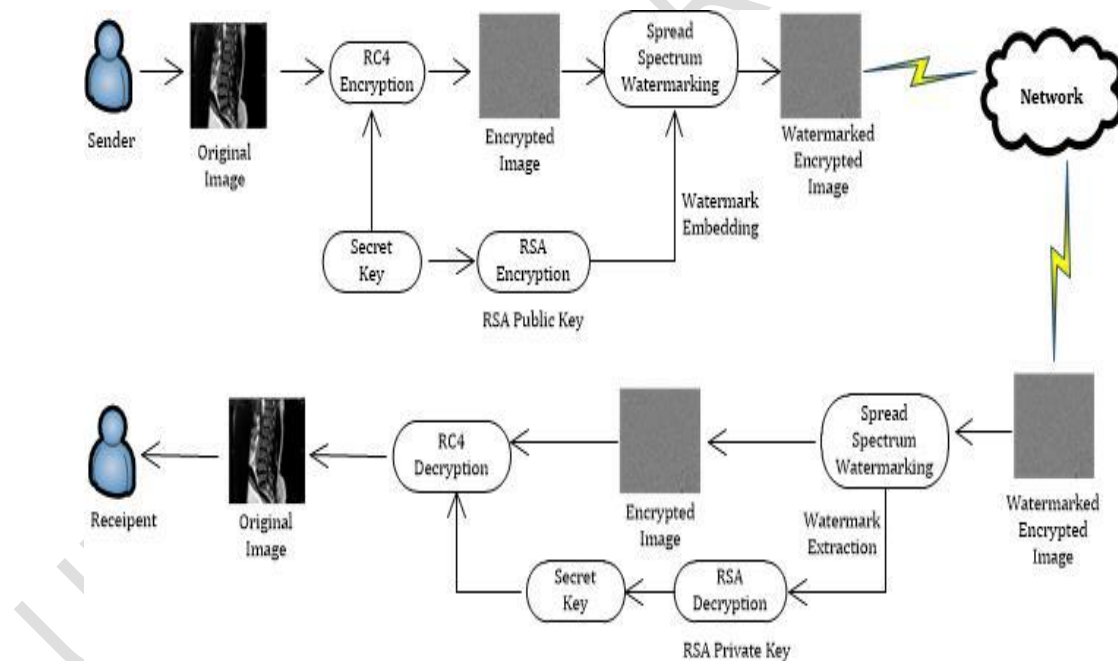 Sender
Original
Image
RC4
Encryption
Encrypted
Image
Spread
Spectrum
Watermarking
Watermarked
Encrypted
Image
Network
Secret
Key
RSA
Encryption
RSA Public Key
Watermark
Embedding
Receipent
Original
Image
RC4
Decryption
Encrypted
Image
Spread
Spectrum
Watermarking
Watermarked
Encrypted
Image
Watermark
Extraction
Secret
Key
RSA
Decryption
RSA Private Key